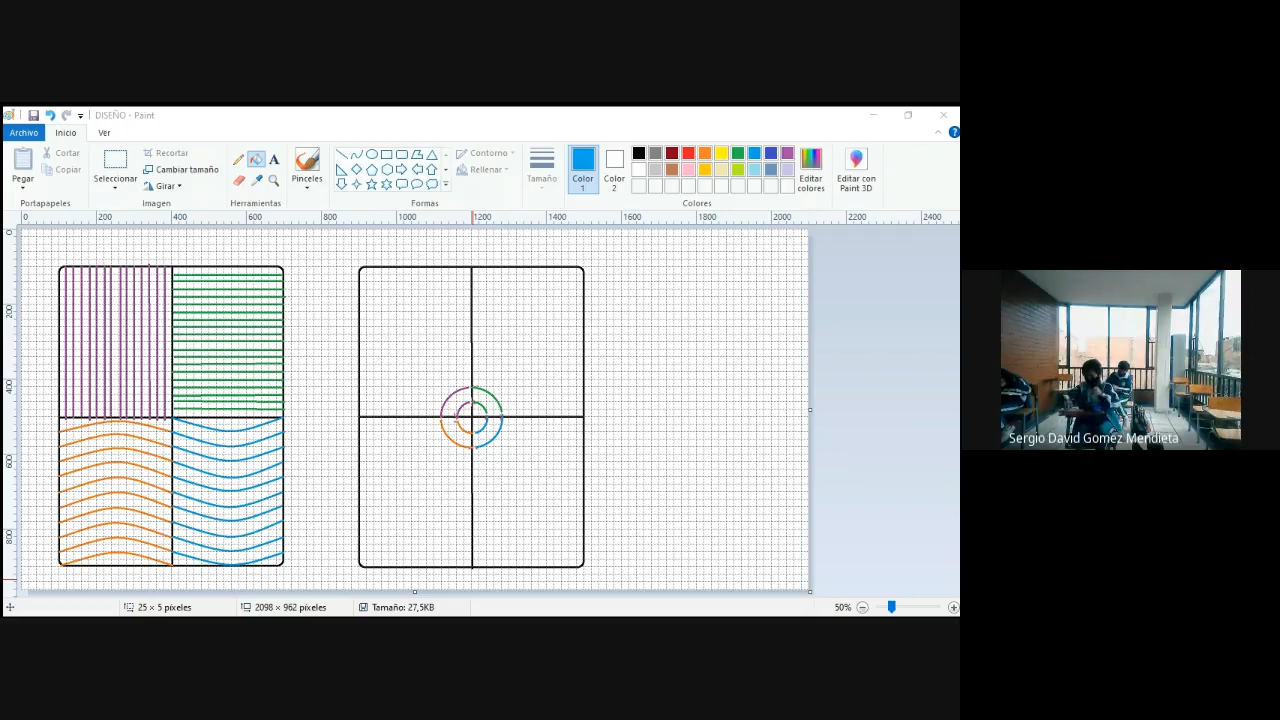 DISEÑO - Paint
Archivo Inicio Ver
Pegar
Cortar
Copiar
Portapapeles
Seleccionar
Recortar
Cambiar tamaño
Girar
Imagen
A
Herramientas
Pinceles
Contorno
Rellenar
Formas
Tamaño
Color
1
Color
2
Editar
colores
Editar con
Paint 3D
Colores
0 200 400 600 800 1000 1200 1400 1600 1800 2000 2200 2400
0
200
400
600
800
Sergio David Gomez Mendieta
25 × 5 píxeles
2098 × 962 píxeles
Tamaño: 27,5KB
50%